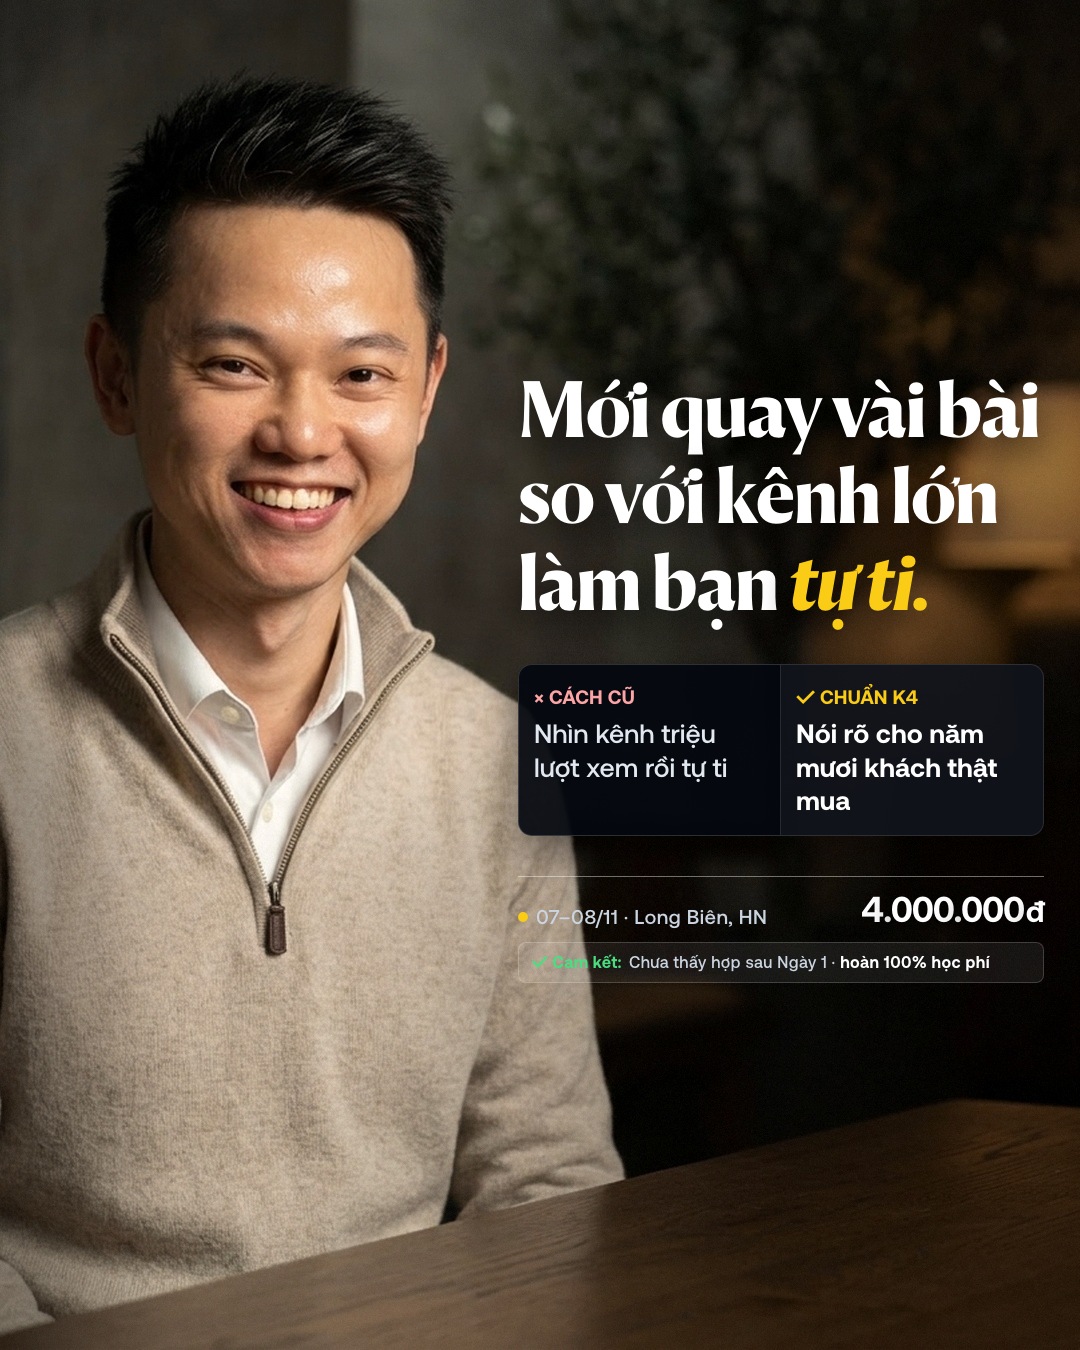 Mới quay vài bài
so với kênh lớn
làm bạn tự ti.
× CÁCH CŨ
Nhìn kênh triệu
lượt xem rồi tự ti
✓ CHUẨN K4
Nói rõ cho năm
mươi khách thật
mua
07–08/11 · Long Biên, HN
4.000.000đ
✓ Cam kết: Chưa thấy hợp sau Ngày 1 · hoàn 100% học phí